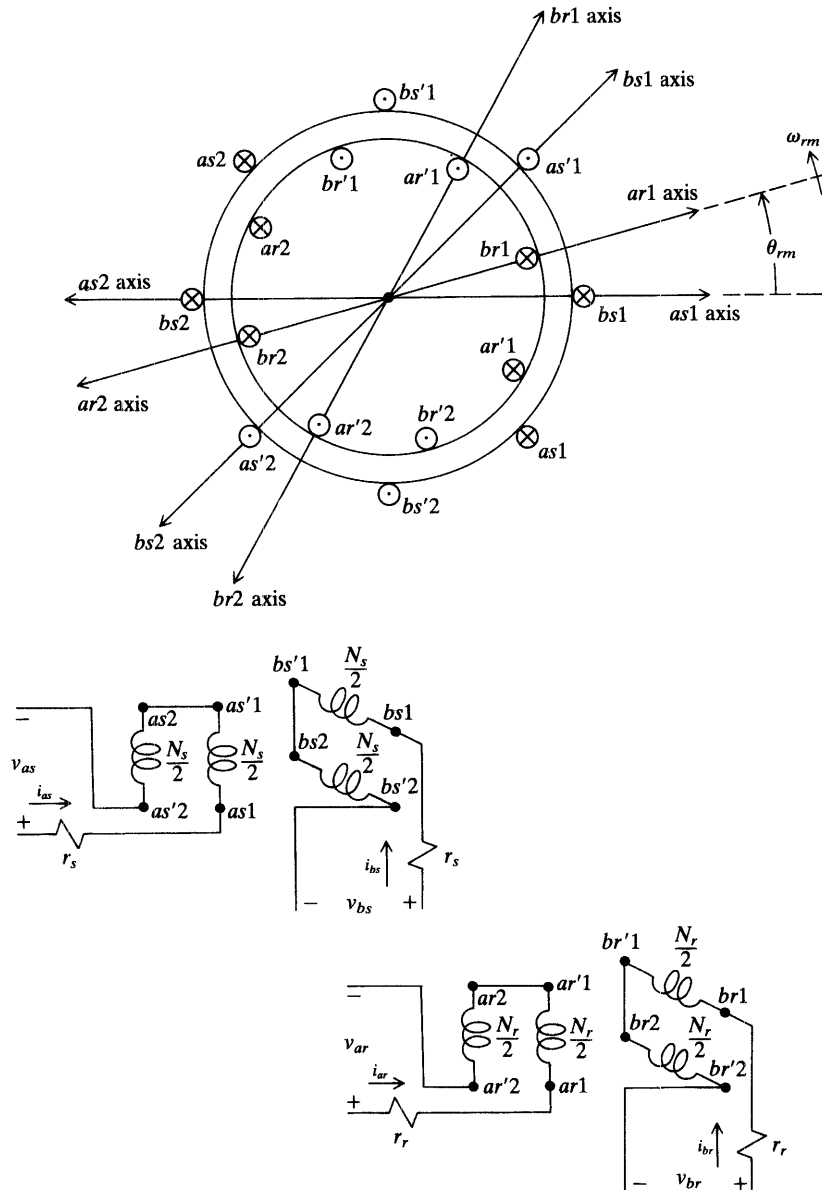 br1 axis
bs1 axis
bs'1
as2
as'1
ω_rm
br'1
ar'1
ar1 axis
ar2
br1
θ_rm
as2 axis
bs2
bs1
as1 axis
br2
ar'1
ar2 axis
ar'2
br'2
as'2
as1
bs'2
bs2 axis
br2 axis
bs'1
N_s/2
as2
as'1
bs1
bs2
N_s/2
v_as
N_s/2
N_s/2
bs'2
i_as
as'2
as1
+
r_s
i_bs
r_s
− v_bs +
br'1
N_r/2
ar2
ar'1
br1
br2
N_r/2
v_ar
N_r/2
N_r/2
br'2
i_ar
ar'2
ar1
+
r_r
i_br
r_r
− v_br +